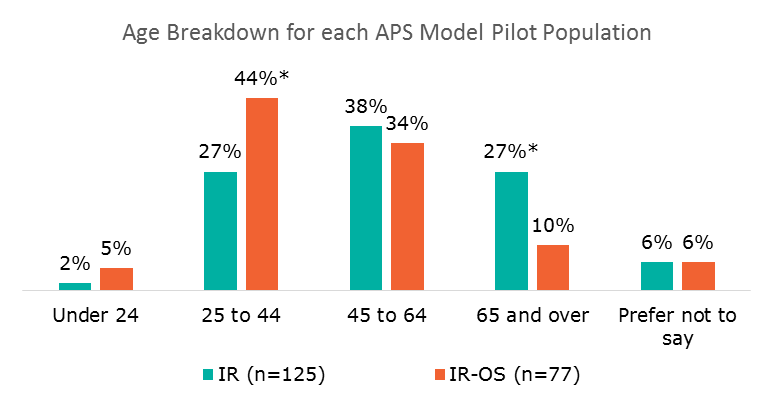 Age Breakdown for each APS Model Pilot Population
2% 5% 27% 44%* 38% 34% 27%* 10% 6% 6%
Under 24 25 to 44 45 to 64 65 and over Prefer not to
say
IR (n=125) IR-OS (n=77)